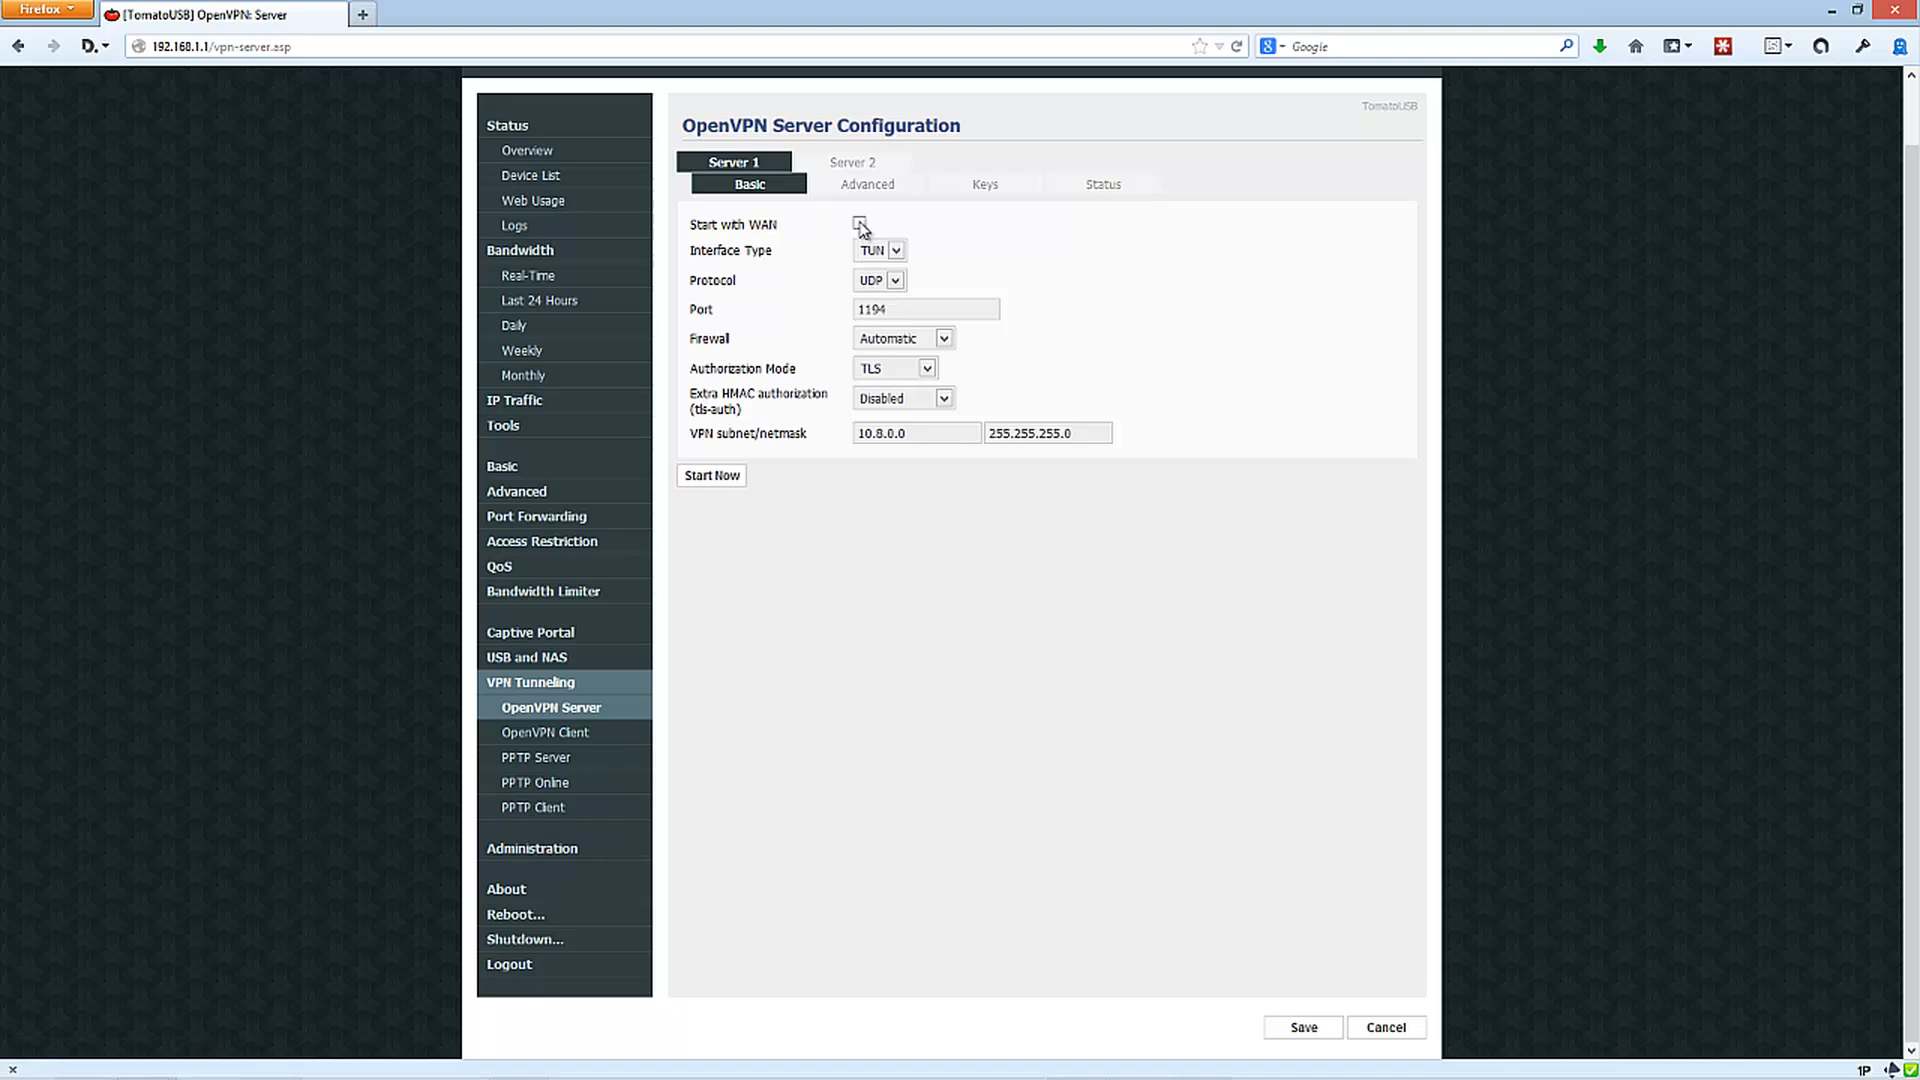 Firefox
[TomatoUSB] OpenVPN: Server
192.168.1.1/vpn-server.asp
Google
TomatoUSB
Status
Overview
Device List
Web Usage
Logs
Bandwidth
Real-Time
Last 24 Hours
Daily
Weekly
Monthly
IP Traffic
Tools
Basic
Advanced
Port Forwarding
Access Restriction
QoS
Bandwidth Limiter
Captive Portal
USB and NAS
VPN Tunneling
OpenVPN Server
OpenVPN Client
PPTP Server
PPTP Online
PPTP Client
Administration
About
Reboot...
Shutdown...
Logout
OpenVPN Server Configuration
Server 1 Server 2
Basic Advanced Keys Status
Start with WAN
Interface Type TUN
Protocol UDP
Port 1194
Firewall Automatic
Authorization Mode TLS
Extra HMAC authorization
(tls-auth) Disabled
VPN subnet/netmask 10.8.0.0 255.255.255.0
Start Now
Save Cancel
1P